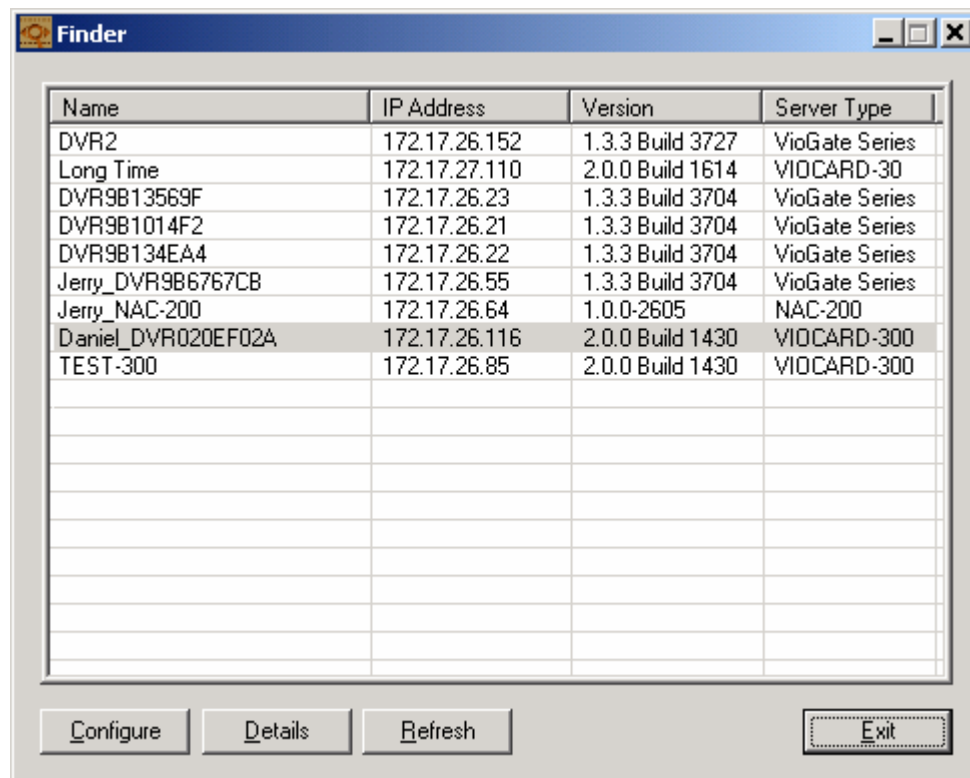 Finder
Name IP Address Version Server Type
DVR2 172.17.26.152 1.3.3 Build 3727 VioGate Series
Long Time 172.17.27.110 2.0.0 Build 1614 VIOCARD-30
DVR9B13569F 172.17.26.23 1.3.3 Build 3704 VioGate Series
DVR9B1014F2 172.17.26.21 1.3.3 Build 3704 VioGate Series
DVR9B134EA4 172.17.26.22 1.3.3 Build 3704 VioGate Series
Jerry_DVR9B6767CB 172.17.26.55 1.3.3 Build 3704 VioGate Series
Jerry_NAC-200 172.17.26.64 1.0.0-2605 NAC-200
Daniel_DVR020EF02A 172.17.26.116 2.0.0 Build 1430 VIOCARD-300
TEST-300 172.17.26.85 2.0.0 Build 1430 VIOCARD-300
Configure Details Refresh Exit